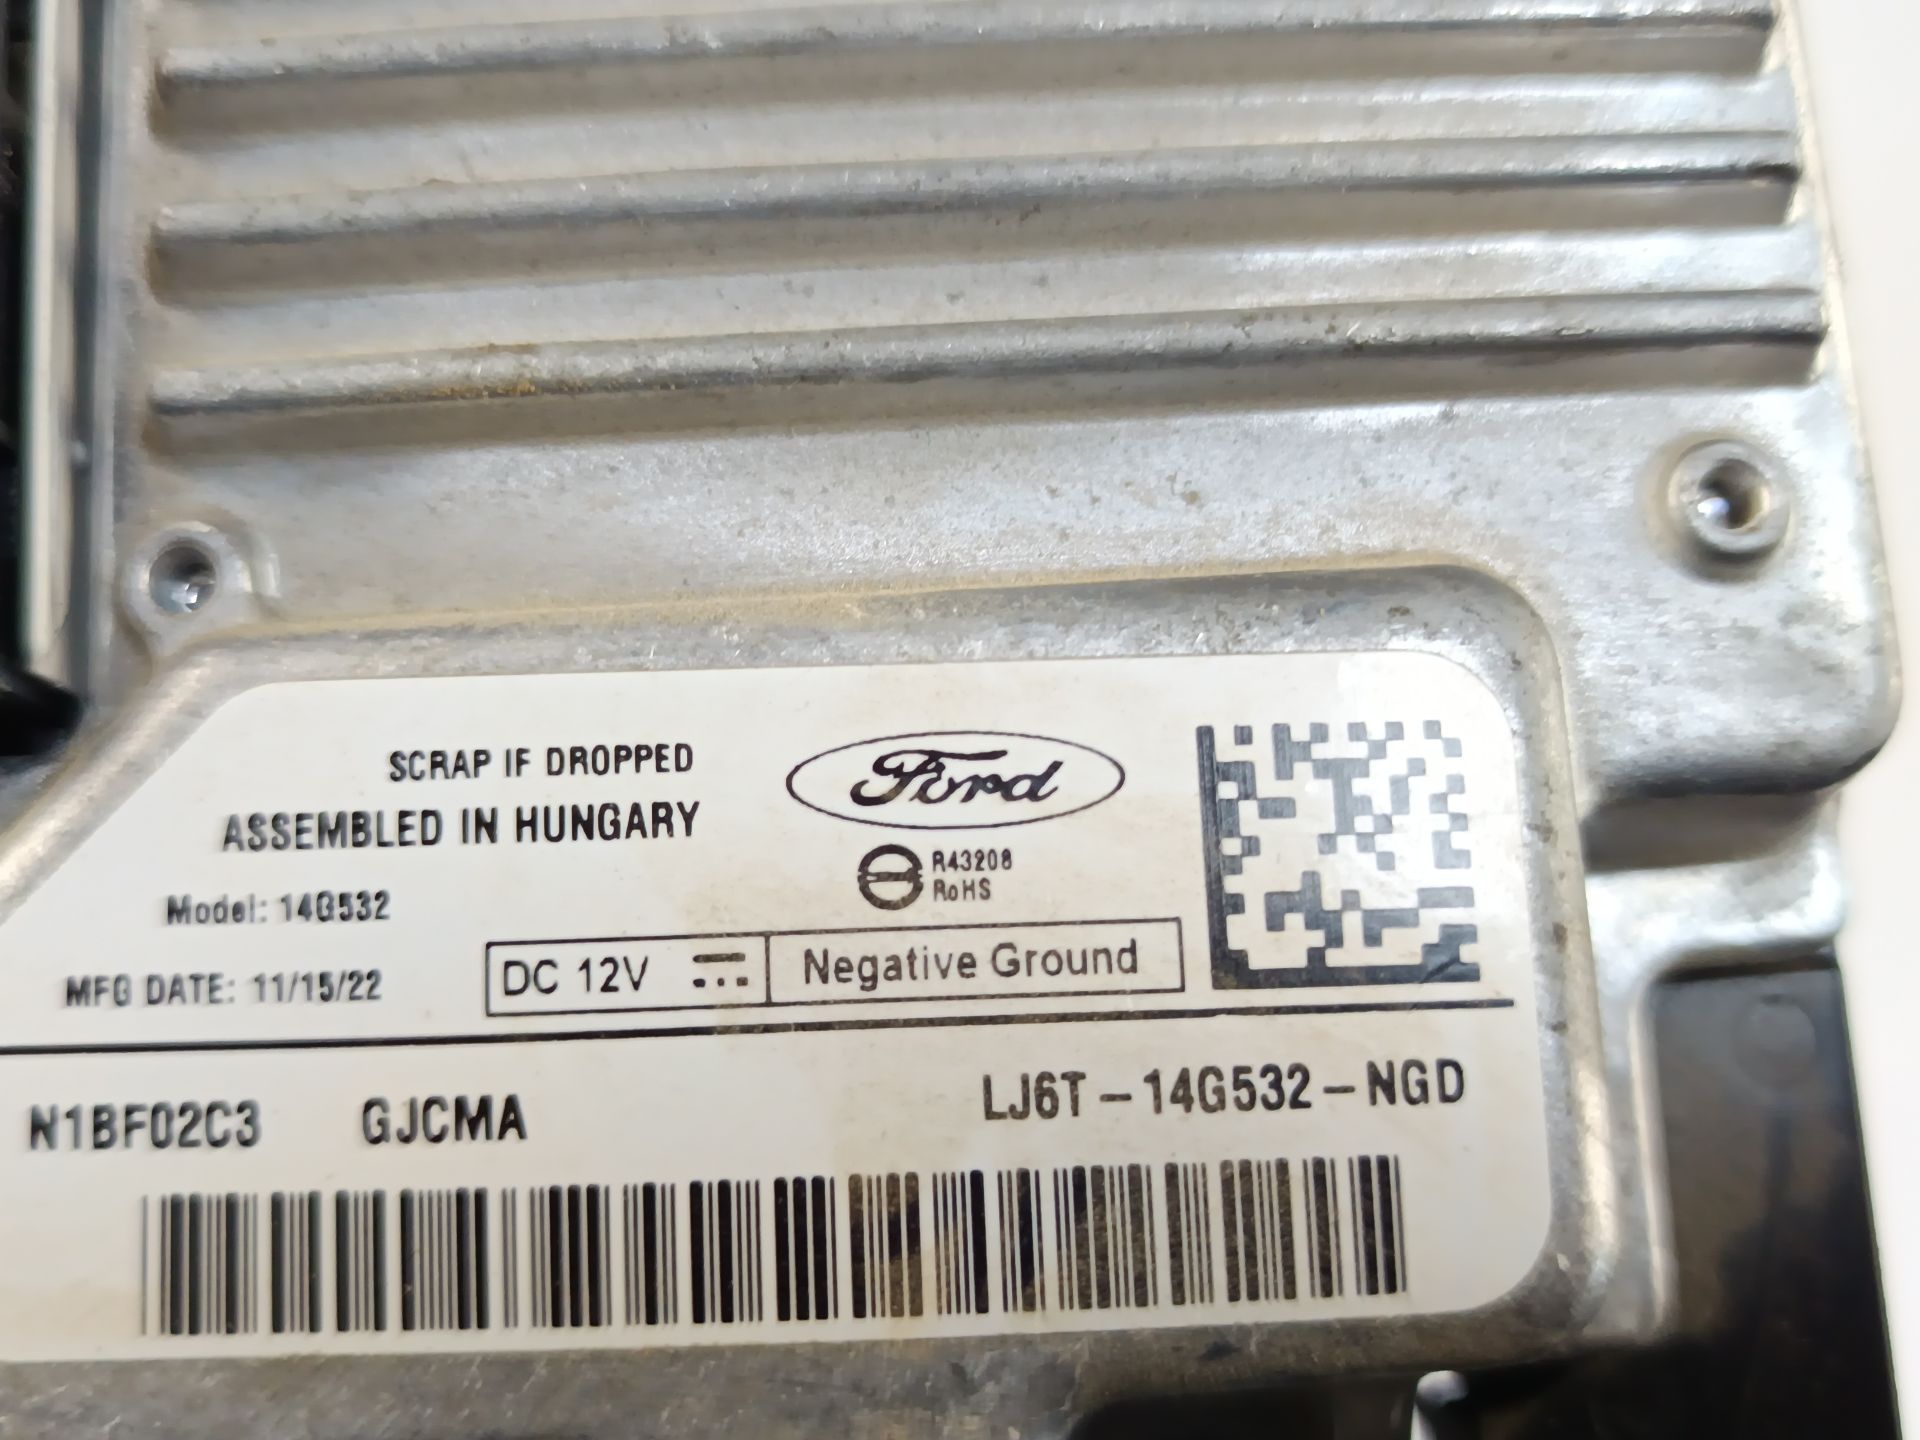 SCRAP IF DROPPED
ASSEMBLED IN HUNGARY
Ford
R43208
RoHS
Model: 14G532
MFG DATE: 11/15/22
DC 12V
Negative Ground
N1BF02C3 GJCMA
LJ6T-14G532-NGD